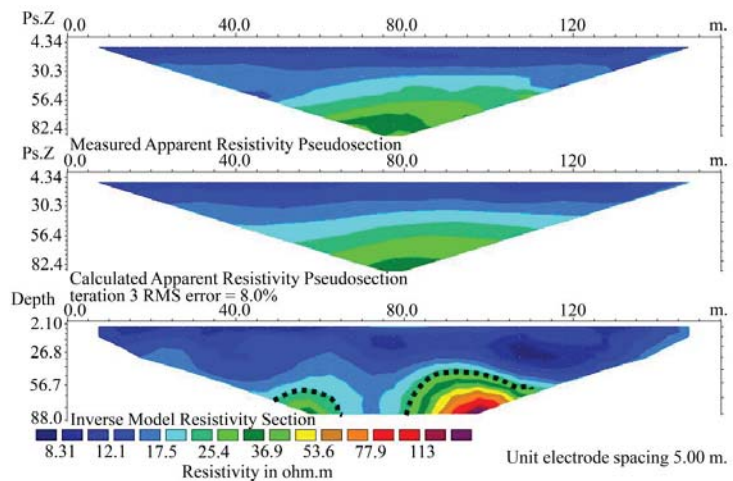 Ps.Z 0.0 40.0 80.0 120 m.
4.34
30.3
56.4
82.4
Measured Apparent Resistivity Pseudosection
Ps.Z 0.0 40.0 80.0 120 m.
4.34
30.3
56.4
82.4
Calculated Apparent Resistivity Pseudosection
teration 3 RMS error = 8.0%
Depth 0.0 40.0 80.0 120 m.
2.10
26.8
56.7
88.0
Inverse Model Resistivity Section
8.31 12.1 17.5 25.4 36.9 53.6 77.9 113
Resistivity in ohm.m
Unit electrode spacing 5.00 m.